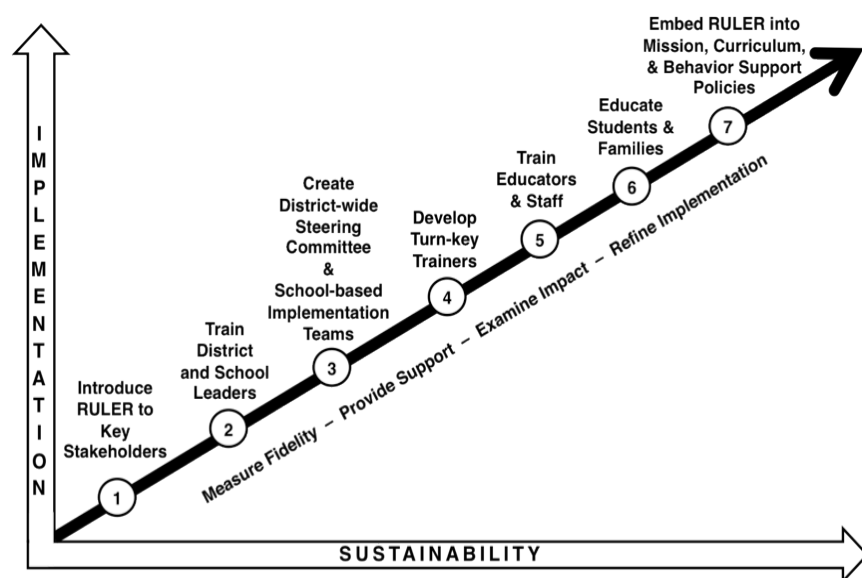 IMPLEMENTATION
Introduce
RULER to
Key
Stakeholders
1
Train
District
and School
Leaders
2
Create
District-wide
Steering
Committee
&
School-based
Implementation
Teams
3
Develop
Turn-key
Trainers
4
Train
Educators
& Staff
5
Educate
Students &
Families
6
Embed RULER into
Mission, Curriculum,
& Behavior Support
Policies
7
Measure Fidelity – Provide Support – Examine Impact – Refine Implementation
SUSTAINABILITY